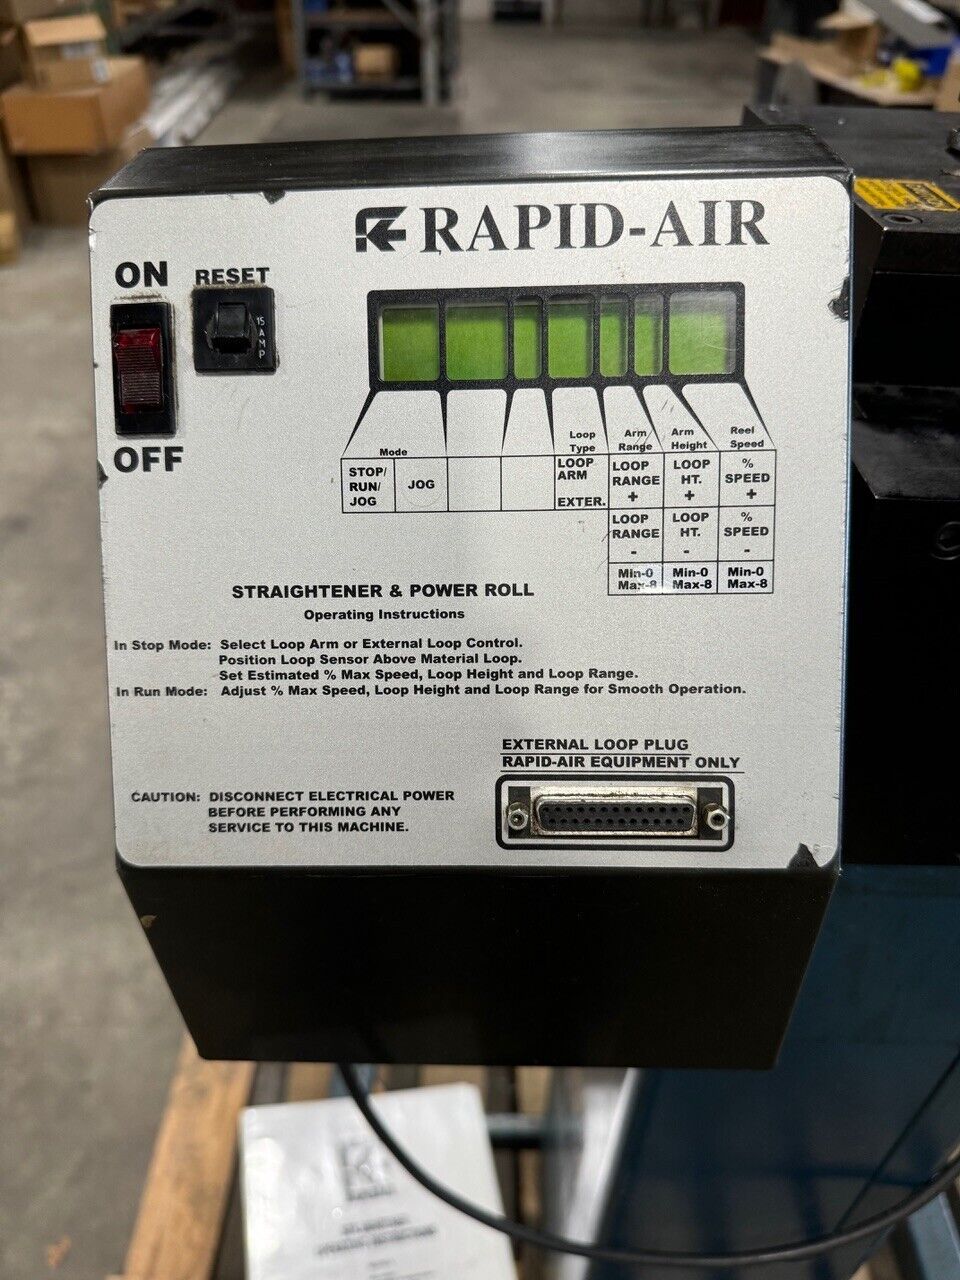 RAPID-AIR
ON
RESET
15 AMP
OFF
Mode
Loop Type
Arm Range
Arm Height
Reel Speed
STOP/ RUN/ JOG
JOG
LOOP ARM
EXTER.
LOOP RANGE +
LOOP HT. +
% SPEED +
LOOP RANGE -
LOOP HT. -
% SPEED -
Min-0 Max-8
Min-0 Max-8
Min-0 Max-8
STRAIGHTENER & POWER ROLL
Operating Instructions
In Stop Mode: Select Loop Arm or External Loop Control.
Position Loop Sensor Above Material Loop.
Set Estimated % Max Speed, Loop Height and Loop Range.
In Run Mode: Adjust % Max Speed, Loop Height and Loop Range for Smooth Operation.
EXTERNAL LOOP PLUG
RAPID-AIR EQUIPMENT ONLY
CAUTION: DISCONNECT ELECTRICAL POWER
BEFORE PERFORMING ANY
SERVICE TO THIS MACHINE.